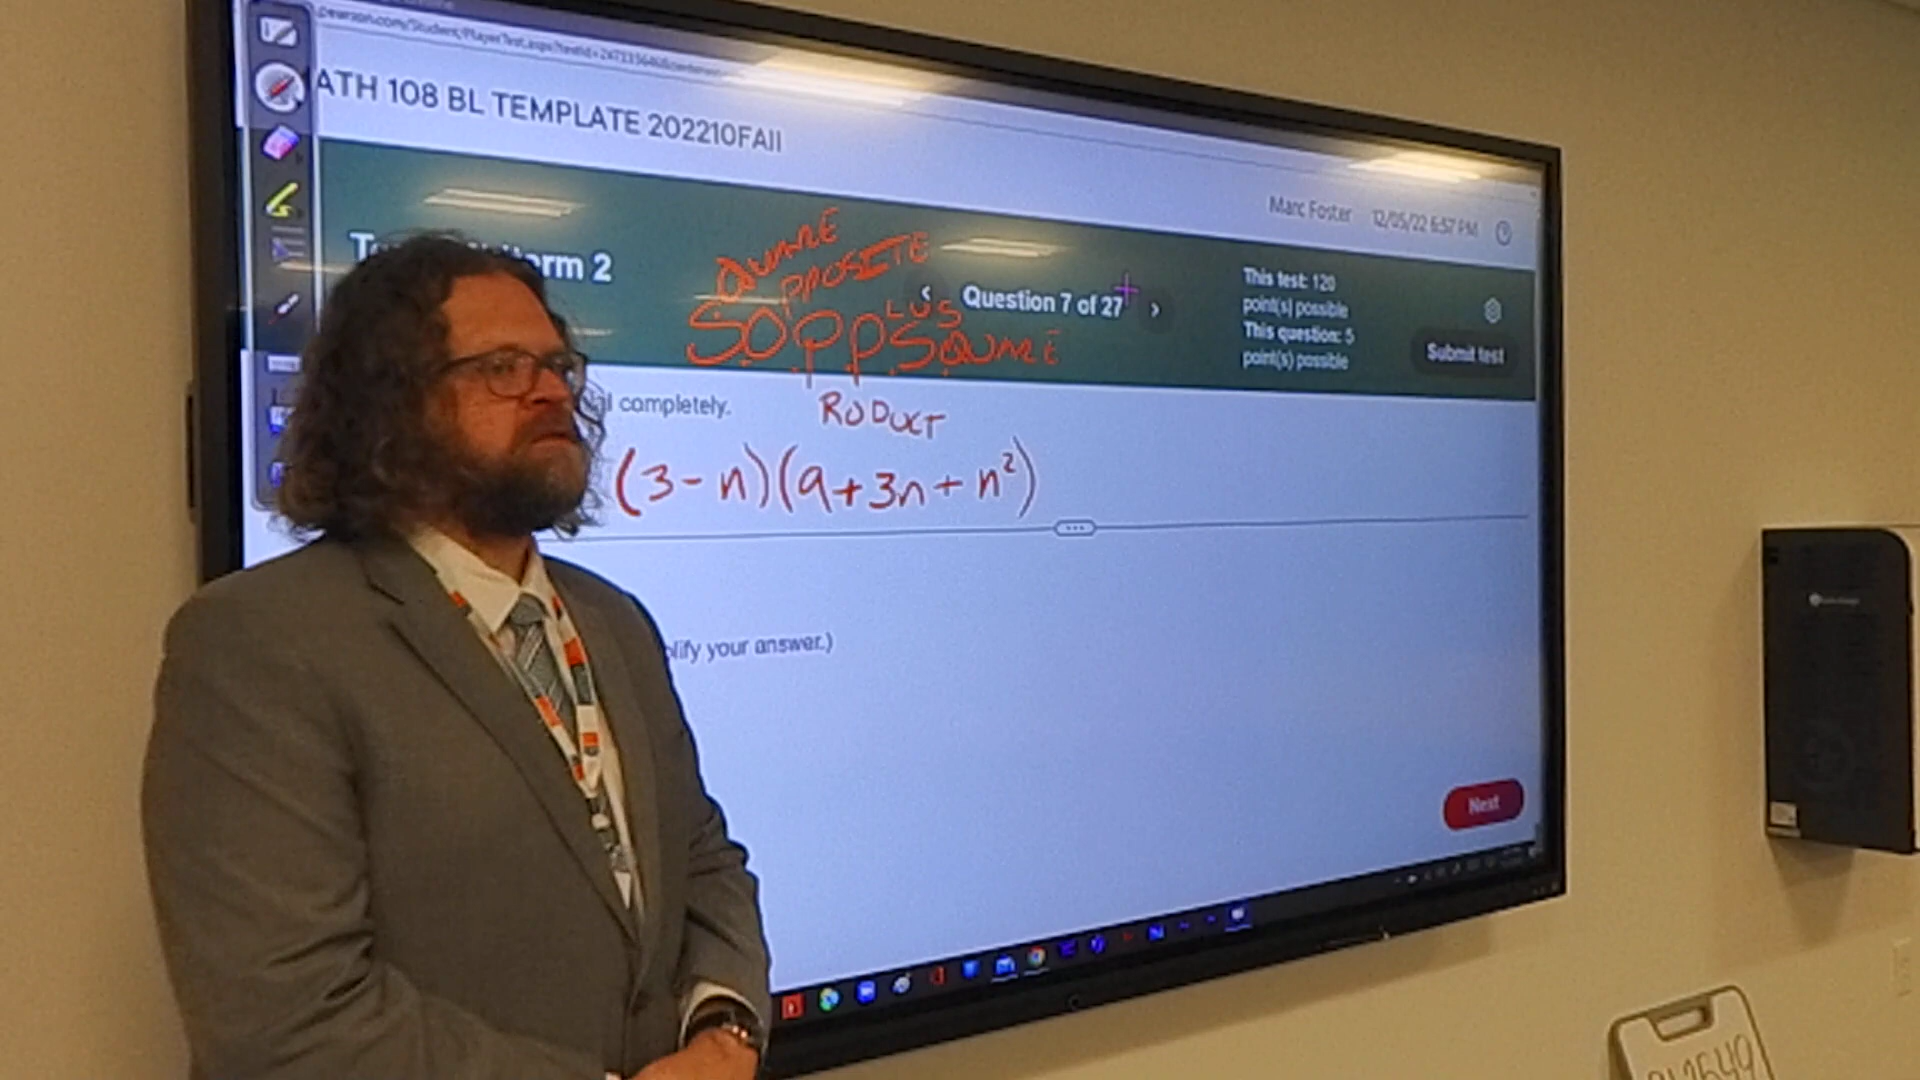 ATH 108 BL TEMPLATE 202210FAll
Marc Foster 12/05/22 6:57 PM
rm 2
QUARE
PPOSITE
LUS
SOPPSQUARE
RODUCT
Question 7 of 27
This test: 120
point(s) possible
This question: 5
point(s) possible
Submit test
completely.
(3-n)(9+3n+n²)
plify your answer.)
Next